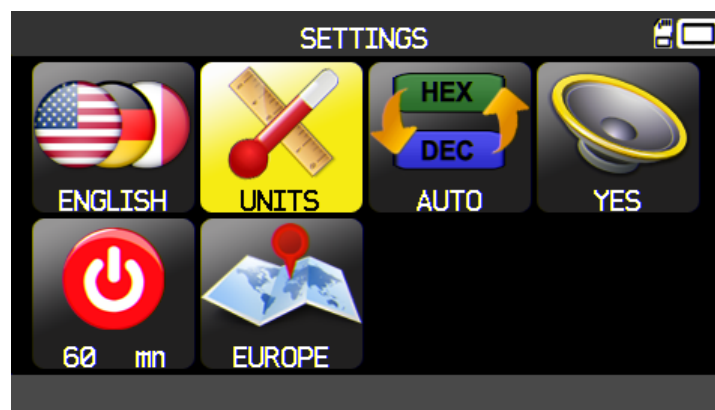 SETTINGS
HEX
DEC
ENGLISH
UNITS
AUTO
YES
60 mn
EUROPE